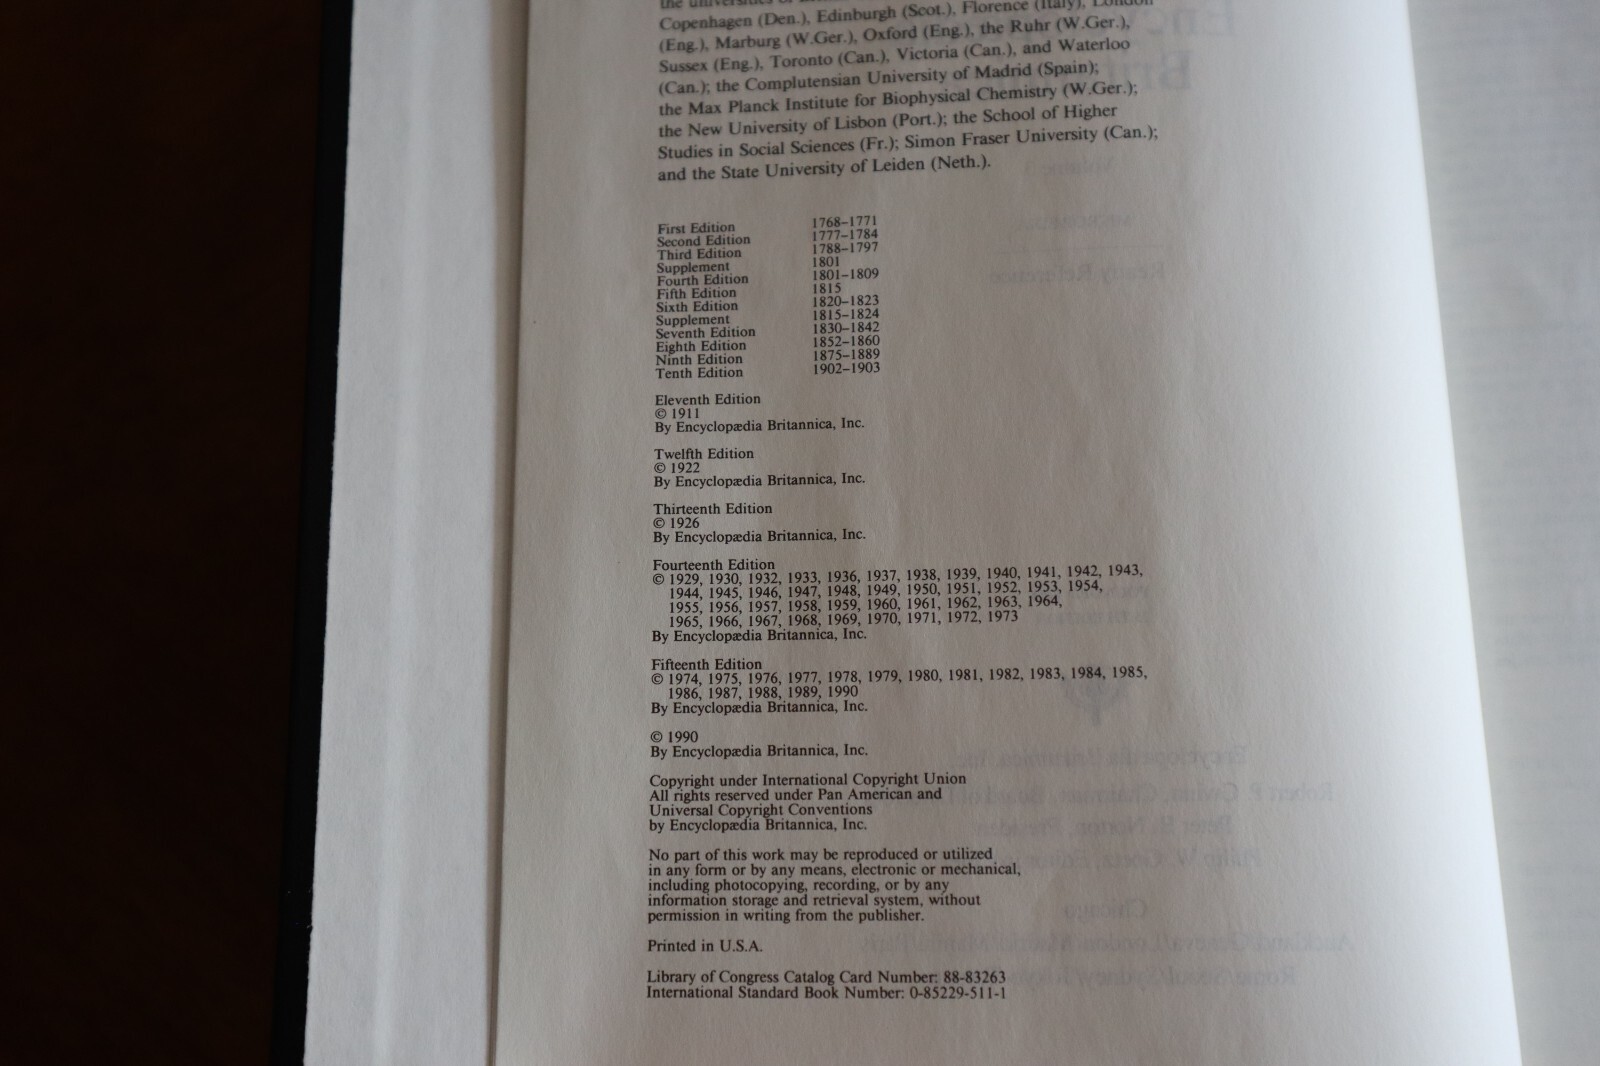 the universities of
Copenhagen (Den.), Edinburgh (Scot.), Florence (Italy), London
(Eng.), Marburg (W.Ger.), Oxford (Eng.), the Ruhr (W.Ger.),
Sussex (Eng.), Toronto (Can.), Victoria (Can.), and Waterloo
(Can.); the Complutensian University of Madrid (Spain);
the Max Planck Institute for Biophysical Chemistry (W.Ger.);
the New University of Lisbon (Port.); the School of Higher
Studies in Social Sciences (Fr.); Simon Fraser University (Can.);
and the State University of Leiden (Neth.).
First Edition 1768–1771
Second Edition 1777–1784
Third Edition 1788–1797
Supplement 1801
Fourth Edition 1801–1809
Fifth Edition 1815
Sixth Edition 1820–1823
Supplement 1815–1824
Seventh Edition 1830–1842
Eighth Edition 1852–1860
Ninth Edition 1875–1889
Tenth Edition 1902–1903
Eleventh Edition
© 1911
By Encyclopædia Britannica, Inc.
Twelfth Edition
© 1922
By Encyclopædia Britannica, Inc.
Thirteenth Edition
© 1926
By Encyclopædia Britannica, Inc.
Fourteenth Edition
© 1929, 1930, 1932, 1933, 1936, 1937, 1938, 1939, 1940, 1941, 1942, 1943,
1944, 1945, 1946, 1947, 1948, 1949, 1950, 1951, 1952, 1953, 1954,
1955, 1956, 1957, 1958, 1959, 1960, 1961, 1962, 1963, 1964,
1965, 1966, 1967, 1968, 1969, 1970, 1971, 1972, 1973
By Encyclopædia Britannica, Inc.
Fifteenth Edition
© 1974, 1975, 1976, 1977, 1978, 1979, 1980, 1981, 1982, 1983, 1984, 1985,
1986, 1987, 1988, 1989, 1990
By Encyclopædia Britannica, Inc.
© 1990
By Encyclopædia Britannica, Inc.
Copyright under International Copyright Union
All rights reserved under Pan American and
Universal Copyright Conventions
by Encyclopædia Britannica, Inc.
No part of this work may be reproduced or utilized
in any form or by any means, electronic or mechanical,
including photocopying, recording, or by any
information storage and retrieval system, without
permission in writing from the publisher.
Printed in U.S.A.
Library of Congress Catalog Card Number: 88-83263
International Standard Book Number: 0-85229-511-1